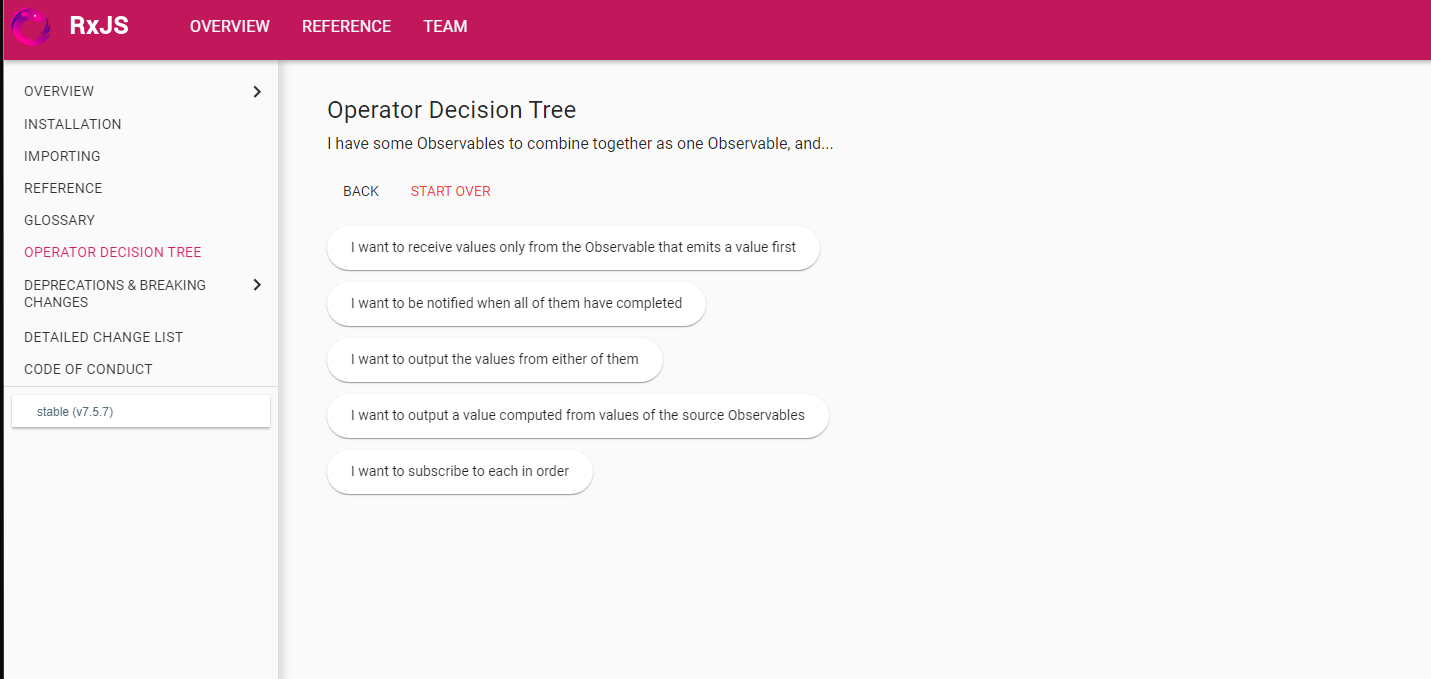 RxJS
OVERVIEW REFERENCE TEAM
OVERVIEW
INSTALLATION
IMPORTING
REFERENCE
GLOSSARY
OPERATOR DECISION TREE
DEPRECATIONS & BREAKING
CHANGES
DETAILED CHANGE LIST
CODE OF CONDUCT
stable (v7.5.7)
Operator Decision Tree
I have some Observables to combine together as one Observable, and...
BACK START OVER
I want to receive values only from the Observable that emits a value first
I want to be notified when all of them have completed
I want to output the values from either of them
I want to output a value computed from values of the source Observables
I want to subscribe to each in order